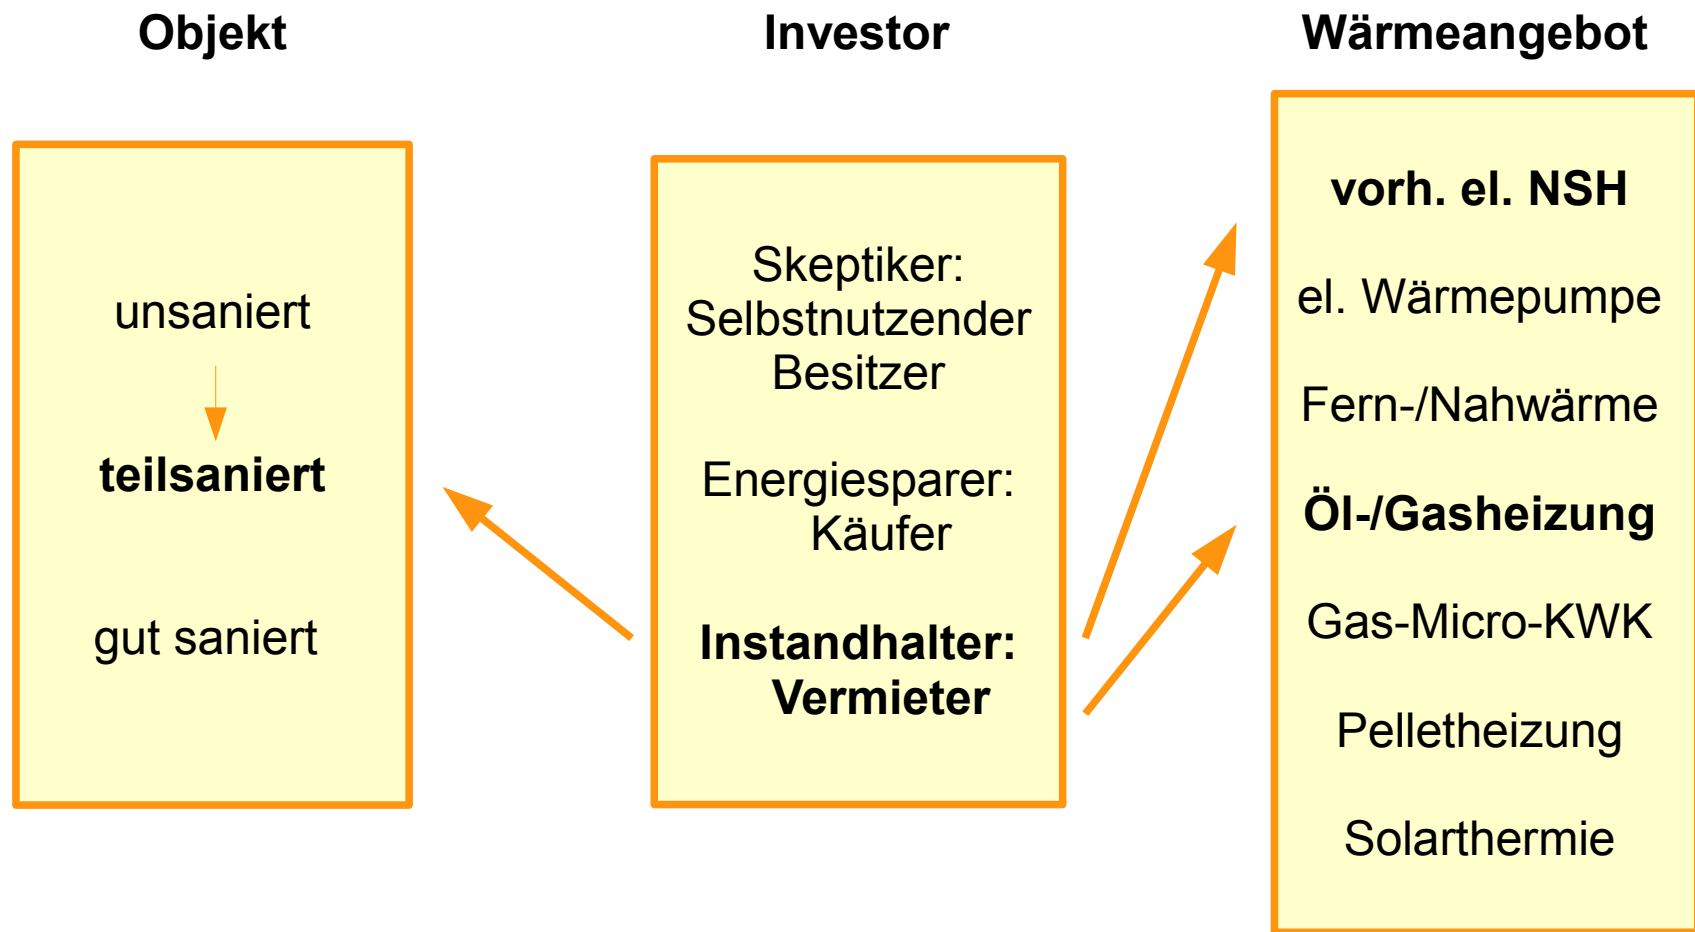 Objekt
unsaniert
teilsaniert
gut saniert
Investor
Skeptiker:
Selbstnutzender
Besitzer
Energiesparer:
Käufer
Instandhalter:
Vermieter
Wärmeangebot
vorh. el. NSH
el. Wärmepumpe
Fern-/Nahwärme
Öl-/Gasheizung
Gas-Micro-KWK
Pelletheizung
Solarthermie